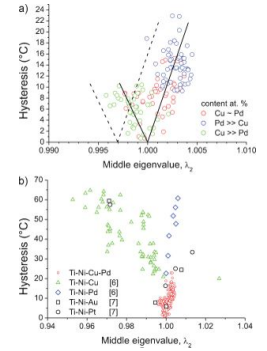 a)
Hysteresis (°C)
24
22
20
18
16
14
12
10
8
6
4
2
0
content at. %
Cu ~ Pd
Pd >> Cu
Cu >> Pd
0.990 0.995 1.000 1.005 1.010
Middle eigenvalue, λ2
b)
Hysteresis (°C)
80
70
60
50
40
30
20
10
0
Ti-Ni-Cu-Pd
Ti-Ni-Cu [6]
Ti-Ni-Pd [6]
Ti-Ni-Au [7]
Ti-Ni-Pt [7]
0.94 0.96 0.98 1.00 1.02 1.04
Middle eigenvalue, λ2